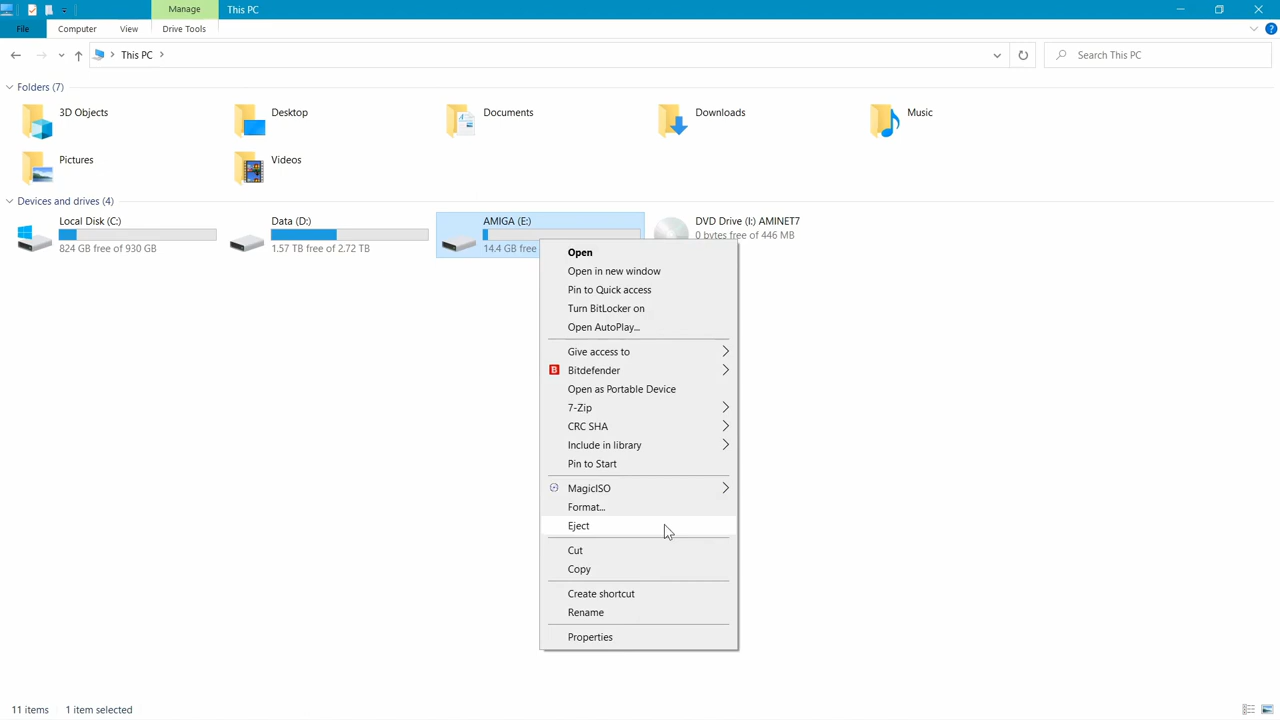 Manage
This PC
File
Computer
View
Drive Tools
This PC
Search This PC
Folders (7)
3D Objects
Desktop
Documents
Downloads
Music
Pictures
Videos
Devices and drives (4)
Local Disk (C:)
824 GB free of 930 GB
Data (D:)
1.57 TB free of 2.72 TB
AMIGA (E:)
14.4 GB free
DVD Drive (I:) AMINET7
0 bytes free of 446 MB
Open
Open in new window
Pin to Quick access
Turn BitLocker on
Open AutoPlay...
Give access to
B Bitdefender
Open as Portable Device
7-Zip
CRC SHA
Include in library
Pin to Start
MagicISO
Format...
Eject
Cut
Copy
Create shortcut
Rename
Properties
11 items
1 item selected